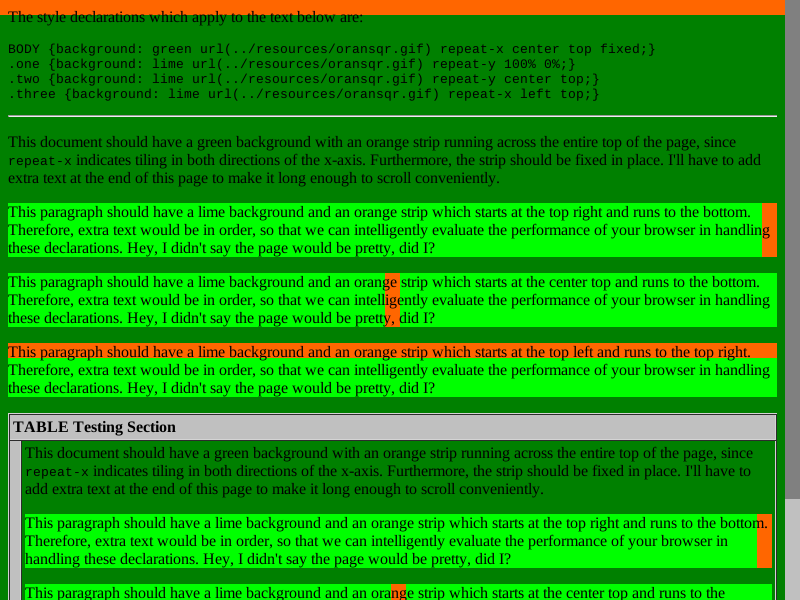 The style declarations which apply to the text below are:
BODY {background: green url(../resources/oransqr.gif) repeat-x center top fixed;}
.one {background: lime url(../resources/oransqr.gif) repeat-y 100% 0%;}
.two {background: lime url(../resources/oransqr.gif) repeat-y center top;}
.three {background: lime url(../resources/oransqr.gif) repeat-x left top;}
This document should have a green background with an orange strip running across the entire top of the page, since
repeat-x indicates tiling in both directions of the x-axis. Furthermore, the strip should be fixed in place. I'll have to add
extra text at the end of this page to make it long enough to scroll conveniently.
This paragraph should have a lime background and an orange strip which starts at the top right and runs to the bottom.
Therefore, extra text would be in order, so that we can intelligently evaluate the performance of your browser in handling
these declarations. Hey, I didn't say the page would be pretty, did I?
This paragraph should have a lime background and an orange strip which starts at the center top and runs to the bottom.
Therefore, extra text would be in order, so that we can intelligently evaluate the performance of your browser in handling
these declarations. Hey, I didn't say the page would be pretty, did I?
This paragraph should have a lime background and an orange strip which starts at the top left and runs to the top right.
Therefore, extra text would be in order, so that we can intelligently evaluate the performance of your browser in handling
these declarations. Hey, I didn't say the page would be pretty, did I?
TABLE Testing Section
This document should have a green background with an orange strip running across the entire top of the page, since
repeat-x indicates tiling in both directions of the x-axis. Furthermore, the strip should be fixed in place. I'll have to
add extra text at the end of this page to make it long enough to scroll conveniently.
This paragraph should have a lime background and an orange strip which starts at the top right and runs to the bottom.
Therefore, extra text would be in order, so that we can intelligently evaluate the performance of your browser in
handling these declarations. Hey, I didn't say the page would be pretty, did I?
This paragraph should have a lime background and an orange strip which starts at the center top and runs to the